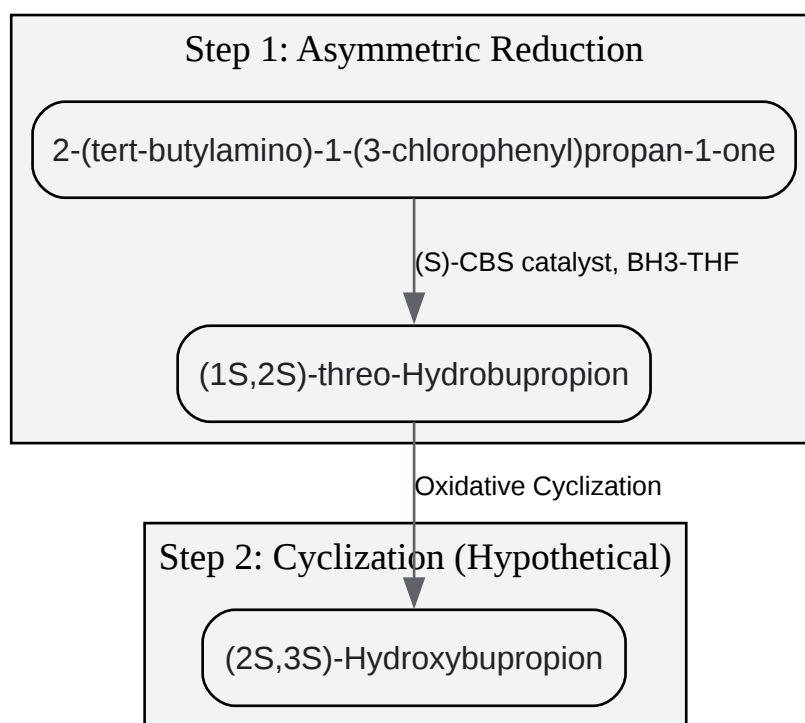 Step 1: Asymmetric Reduction
2-(tert-butylamino)-1-(3-chlorophenyl)propan-1-one
(S)-CBS catalyst, BH3-THF
(1S,2S)-threo-Hydrobupropion
Oxidative Cyclization
Step 2: Cyclization (Hypothetical)
(2S,3S)-Hydroxybupropion